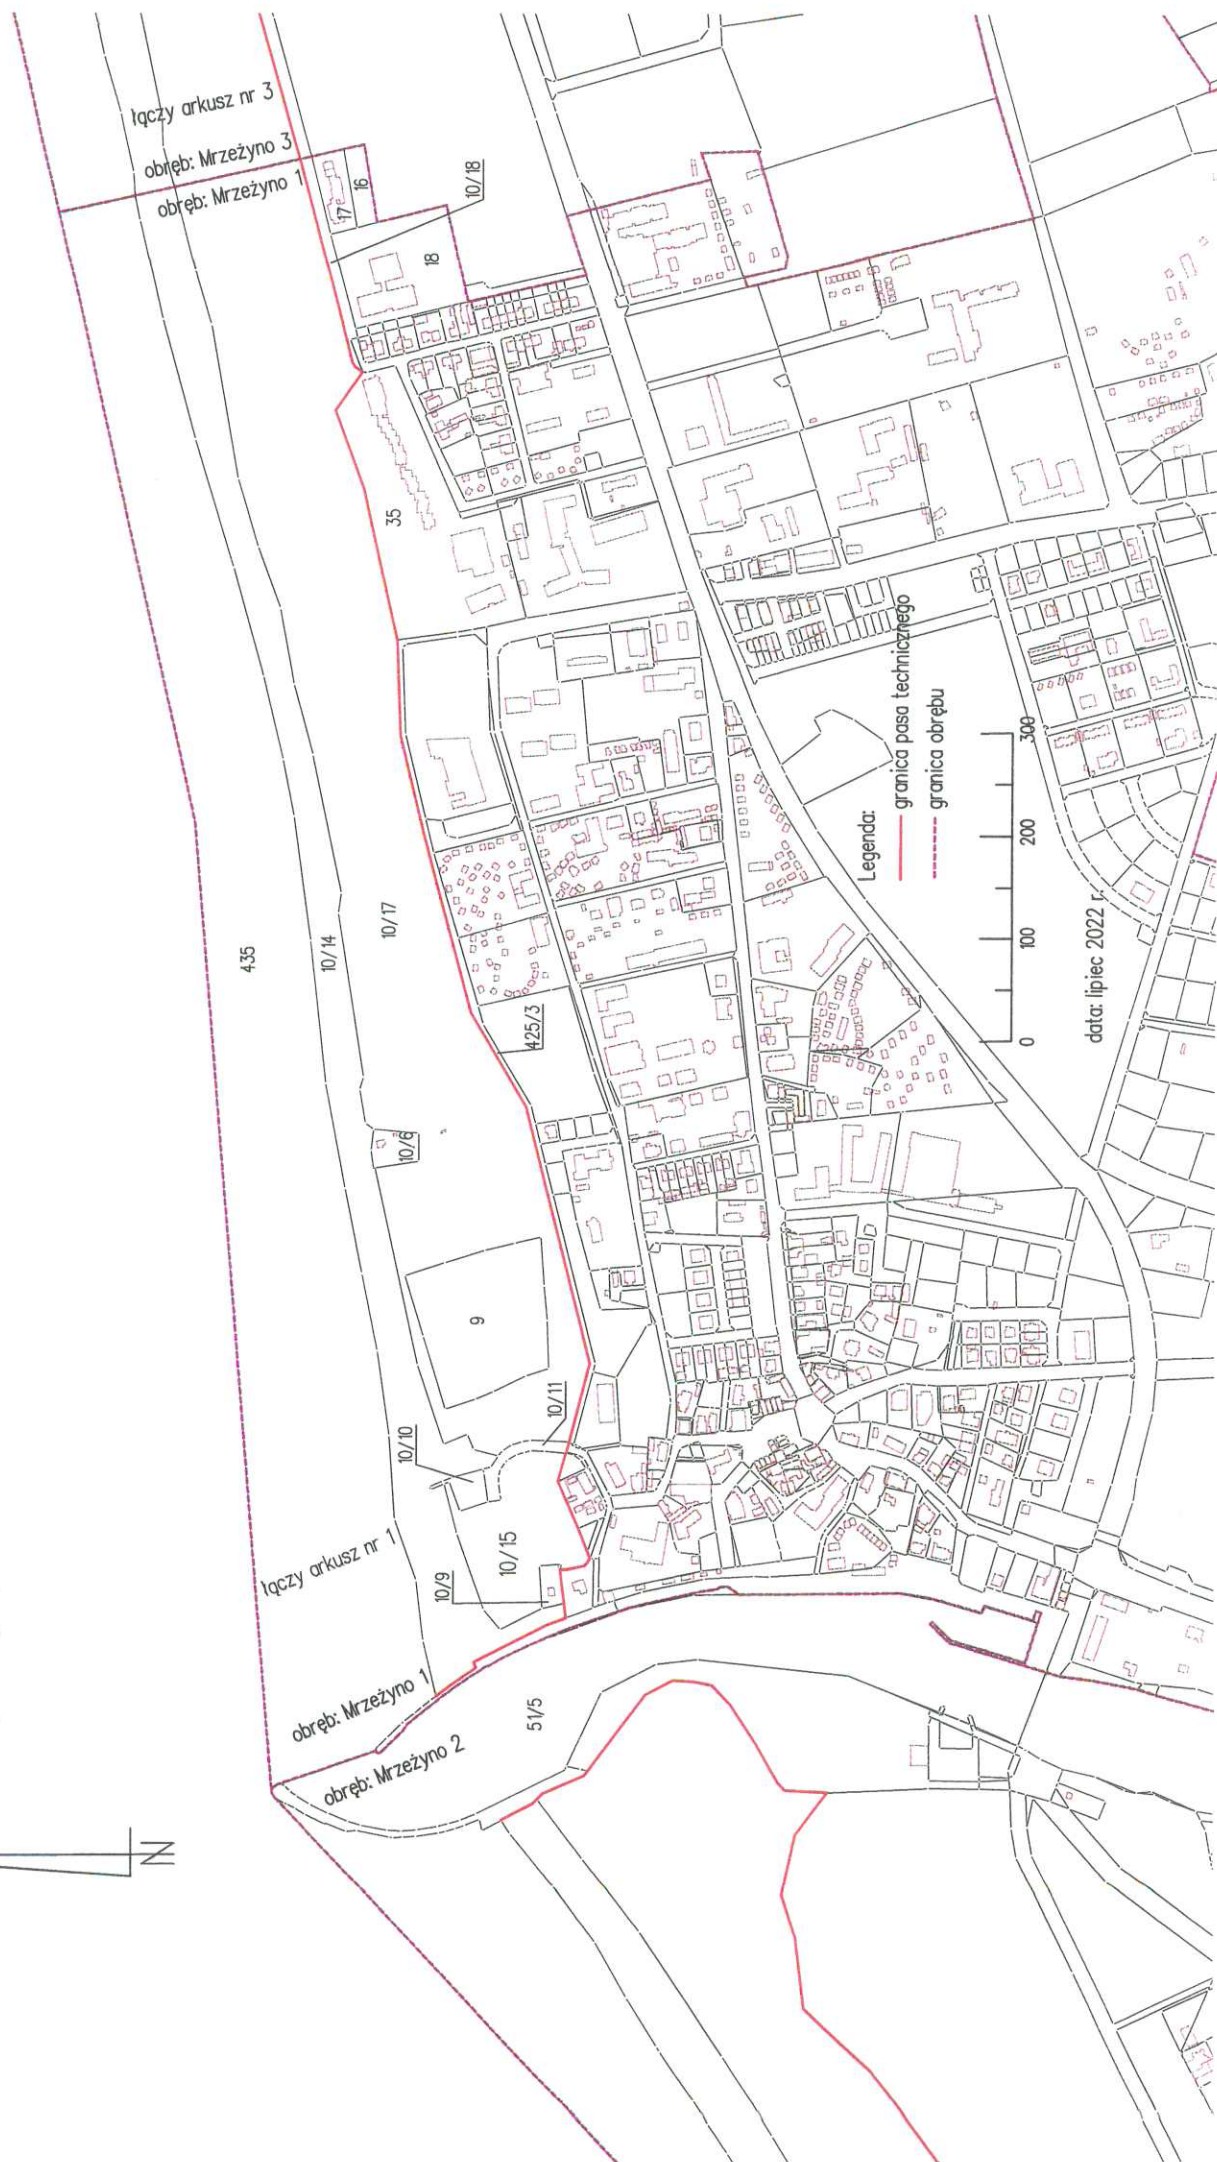 łączy arkusz nr 3
obręb: Mrzeżyno 3
obręb: Mrzeżyno 1
17
16
10/18
18
35
435
10/14
10/17
425/3
10/6
9
10/11
10/10
10/15
10/9
łączy arkusz nr 1
obręb: Mrzeżyno 1
obręb: Mrzeżyno 2
51/5
N
Legenda:
granica pasa technicznego
granica obrębu
0 100 200 300
data: lipiec 2022 r.